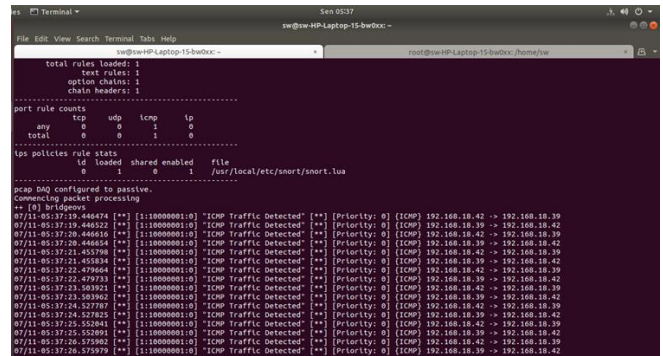 es Terminal Sen 05:37
sw@sw-HP-Laptop-15-bw0xx: ~
File Edit View Search Terminal Tabs Help
sw@sw-HP-Laptop-15-bw0xx: ~ × root@sw-HP-Laptop-15-bw0xx: /home/sw ×
total rules loaded: 1
text rules: 1
option chains: 1
chain headers: 1
--------------------------------------------------
port rule counts
tcp udp icmp ip
any 0 0 1 0
total 0 0 1 0
--------------------------------------------------
ips policies rule stats
id loaded shared enabled file
0 1 0 1 /usr/local/etc/snort/snort.lua
--------------------------------------------------
pcap DAQ configured to passive.
Commencing packet processing
++ [0] bridgeovs
07/11-05:37:19.446474 [**] [1:10000001:0] "ICMP Traffic Detected" [**] [Priority: 0] {ICMP} 192.168.18.42 -> 192.168.18.39
07/11-05:37:19.446522 [**] [1:10000001:0] "ICMP Traffic Detected" [**] [Priority: 0] {ICMP} 192.168.18.39 -> 192.168.18.42
07/11-05:37:20.446616 [**] [1:10000001:0] "ICMP Traffic Detected" [**] [Priority: 0] {ICMP} 192.168.18.42 -> 192.168.18.39
07/11-05:37:20.446654 [**] [1:10000001:0] "ICMP Traffic Detected" [**] [Priority: 0] {ICMP} 192.168.18.39 -> 192.168.18.42
07/11-05:37:21.455798 [**] [1:10000001:0] "ICMP Traffic Detected" [**] [Priority: 0] {ICMP} 192.168.18.42 -> 192.168.18.39
07/11-05:37:21.455834 [**] [1:10000001:0] "ICMP Traffic Detected" [**] [Priority: 0] {ICMP} 192.168.18.39 -> 192.168.18.42
07/11-05:37:22.479664 [**] [1:10000001:0] "ICMP Traffic Detected" [**] [Priority: 0] {ICMP} 192.168.18.42 -> 192.168.18.39
07/11-05:37:22.479733 [**] [1:10000001:0] "ICMP Traffic Detected" [**] [Priority: 0] {ICMP} 192.168.18.39 -> 192.168.18.42
07/11-05:37:23.503921 [**] [1:10000001:0] "ICMP Traffic Detected" [**] [Priority: 0] {ICMP} 192.168.18.42 -> 192.168.18.39
07/11-05:37:23.503962 [**] [1:10000001:0] "ICMP Traffic Detected" [**] [Priority: 0] {ICMP} 192.168.18.39 -> 192.168.18.42
07/11-05:37:24.527787 [**] [1:10000001:0] "ICMP Traffic Detected" [**] [Priority: 0] {ICMP} 192.168.18.42 -> 192.168.18.39
07/11-05:37:24.527825 [**] [1:10000001:0] "ICMP Traffic Detected" [**] [Priority: 0] {ICMP} 192.168.18.39 -> 192.168.18.42
07/11-05:37:25.552041 [**] [1:10000001:0] "ICMP Traffic Detected" [**] [Priority: 0] {ICMP} 192.168.18.42 -> 192.168.18.39
07/11-05:37:25.552091 [**] [1:10000001:0] "ICMP Traffic Detected" [**] [Priority: 0] {ICMP} 192.168.18.39 -> 192.168.18.42
07/11-05:37:26.575902 [**] [1:10000001:0] "ICMP Traffic Detected" [**] [Priority: 0] {ICMP} 192.168.18.42 -> 192.168.18.39
07/11-05:37:26.575979 [**] [1:10000001:0] "ICMP Traffic Detected" [**] [Priority: 0] {ICMP} 192.168.18.39 -> 192.168.18.42